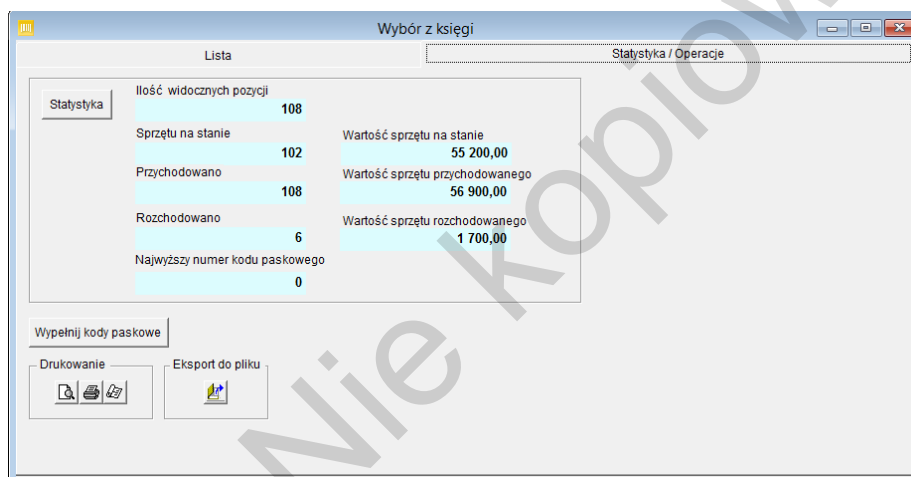 Wybór z księgi
Lista
Statystyka / Operacje
Statystyka
Ilość widocznych pozycji
108
Sprzętu na stanie
Wartość sprzętu na stanie
102
55 200,00
Przychodowano
Wartość sprzętu przychodowanego
108
56 900,00
Rozchodowano
Wartość sprzętu rozchodowanego
6
1 700,00
Najwyższy numer kodu paskowego
0
Wypełnij kody paskowe
Drukowanie
Eksport do pliku
Nie kopiow